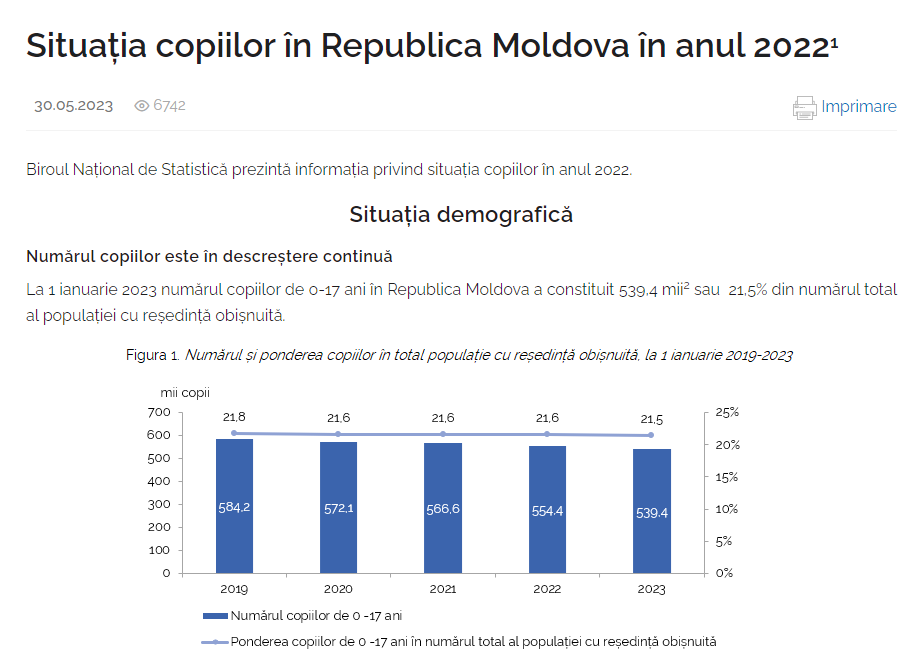 Situația copiilor în Republica Moldova în anul 2022¹
30.05.2023 6742 Imprimare
Biroul Național de Statistică prezintă informația privind situația copiilor în anul 2022.
Situația demografică
Numărul copiilor este în descreștere continuă
La 1 ianuarie 2023 numărul copiilor de 0-17 ani în Republica Moldova a constituit 539,4 mii² sau 21,5% din numărul total
al populației cu reședință obișnuită.
Figura 1. Numărul și ponderea copiilor în total populație cu reședință obișnuită, la 1 ianuarie 2019-2023
mii copii
700 21,8 21,6 21,6 21,6 21,5 25%
600 20%
500 15%
400
300 584,2 572,1 566,6 554,4 539,4 10%
200
100 5%
0 0%
2019 2020 2021 2022 2023
Numărul copiilor de 0 -17 ani
Ponderea copiilor de 0 -17 ani în numărul total al populației cu reședință obișnuită